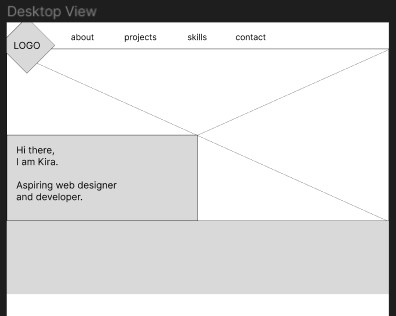 Desktop View
LOGO about projects skills contact
Hi there,
I am Kira.
Aspiring web designer
and developer.